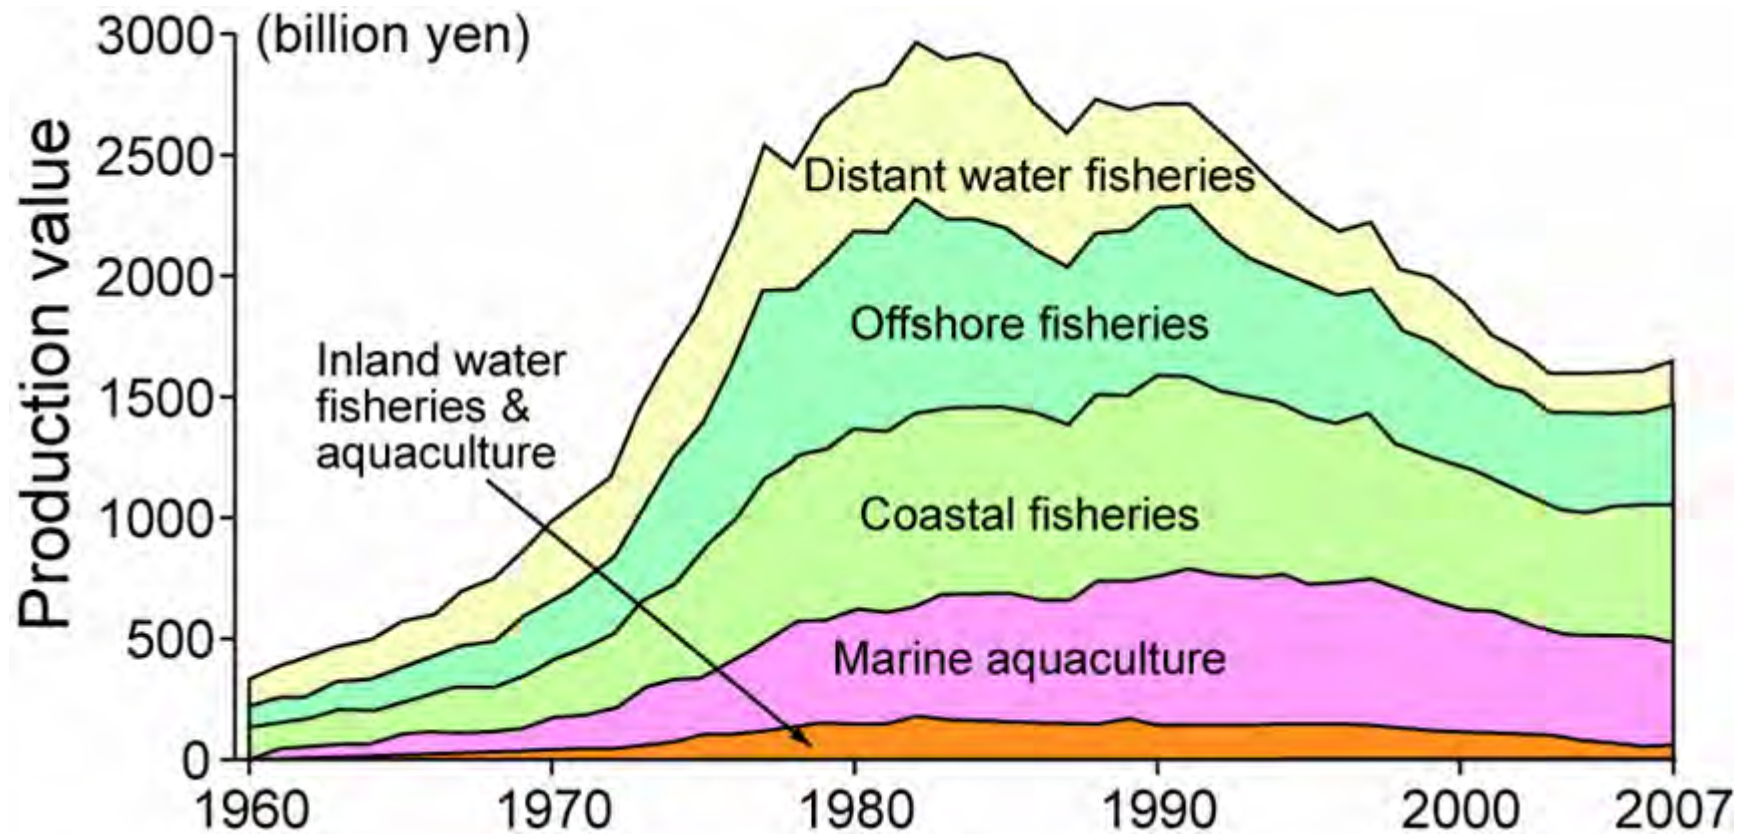 3000
(billion yen)
2500
2000
1500
1000
500
0
Production value
Distant water fisheries
Offshore fisheries
Inland water
fisheries &
aquaculture
Coastal fisheries
Marine aquaculture
1960
1970
1980
1990
2000
2007